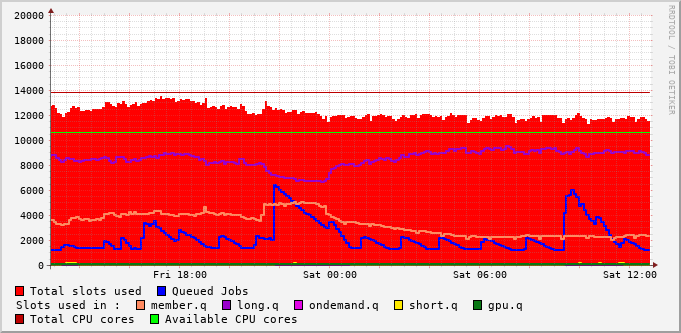 20000
18000
16000
14000
12000
10000
8000
6000
4000
2000
0
Fri 18:00 Sat 00:00 Sat 06:00 Sat 12:00
RRDTOOL / TOBI OETIKER
Total slots used Queued Jobs
Slots used in : member.q long.q ondemand.q short.q gpu.q
Total CPU cores Available CPU cores